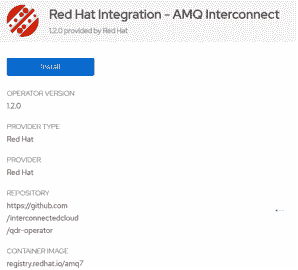 Red Hat Integration - AMQ Interconnect
1.2.0 provided by Red Hat
Install
OPERATOR VERSION
1.2.0
PROVIDER TYPE
Red Hat
PROVIDER
Red Hat
REPOSITORY
https://github.com
/interconnectedcloud
/qdr-operator
CONTAINER IMAGE
registry.redhat.io/amq7